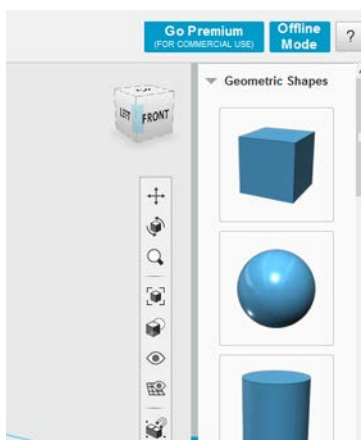 Go Premium
(FOR COMMERCIAL USE)
Offline
Mode
?
Geometric Shapes
LEFT
FRONT